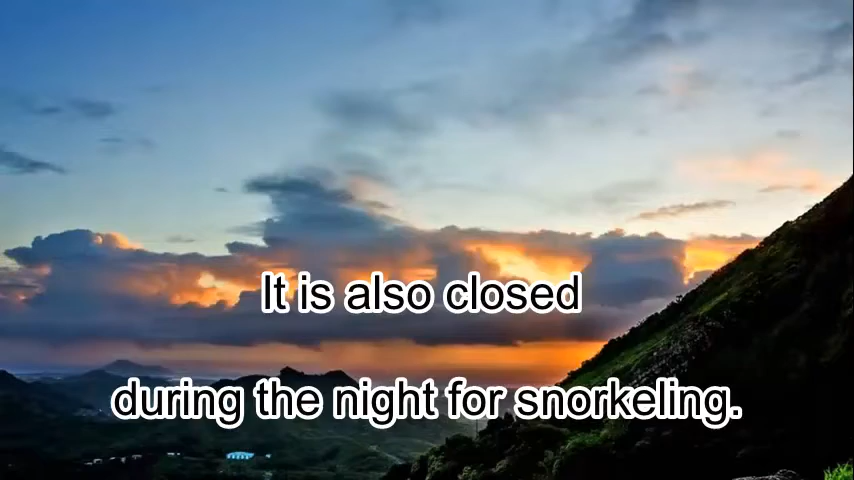 It is also closed
during the night for snorkeling.